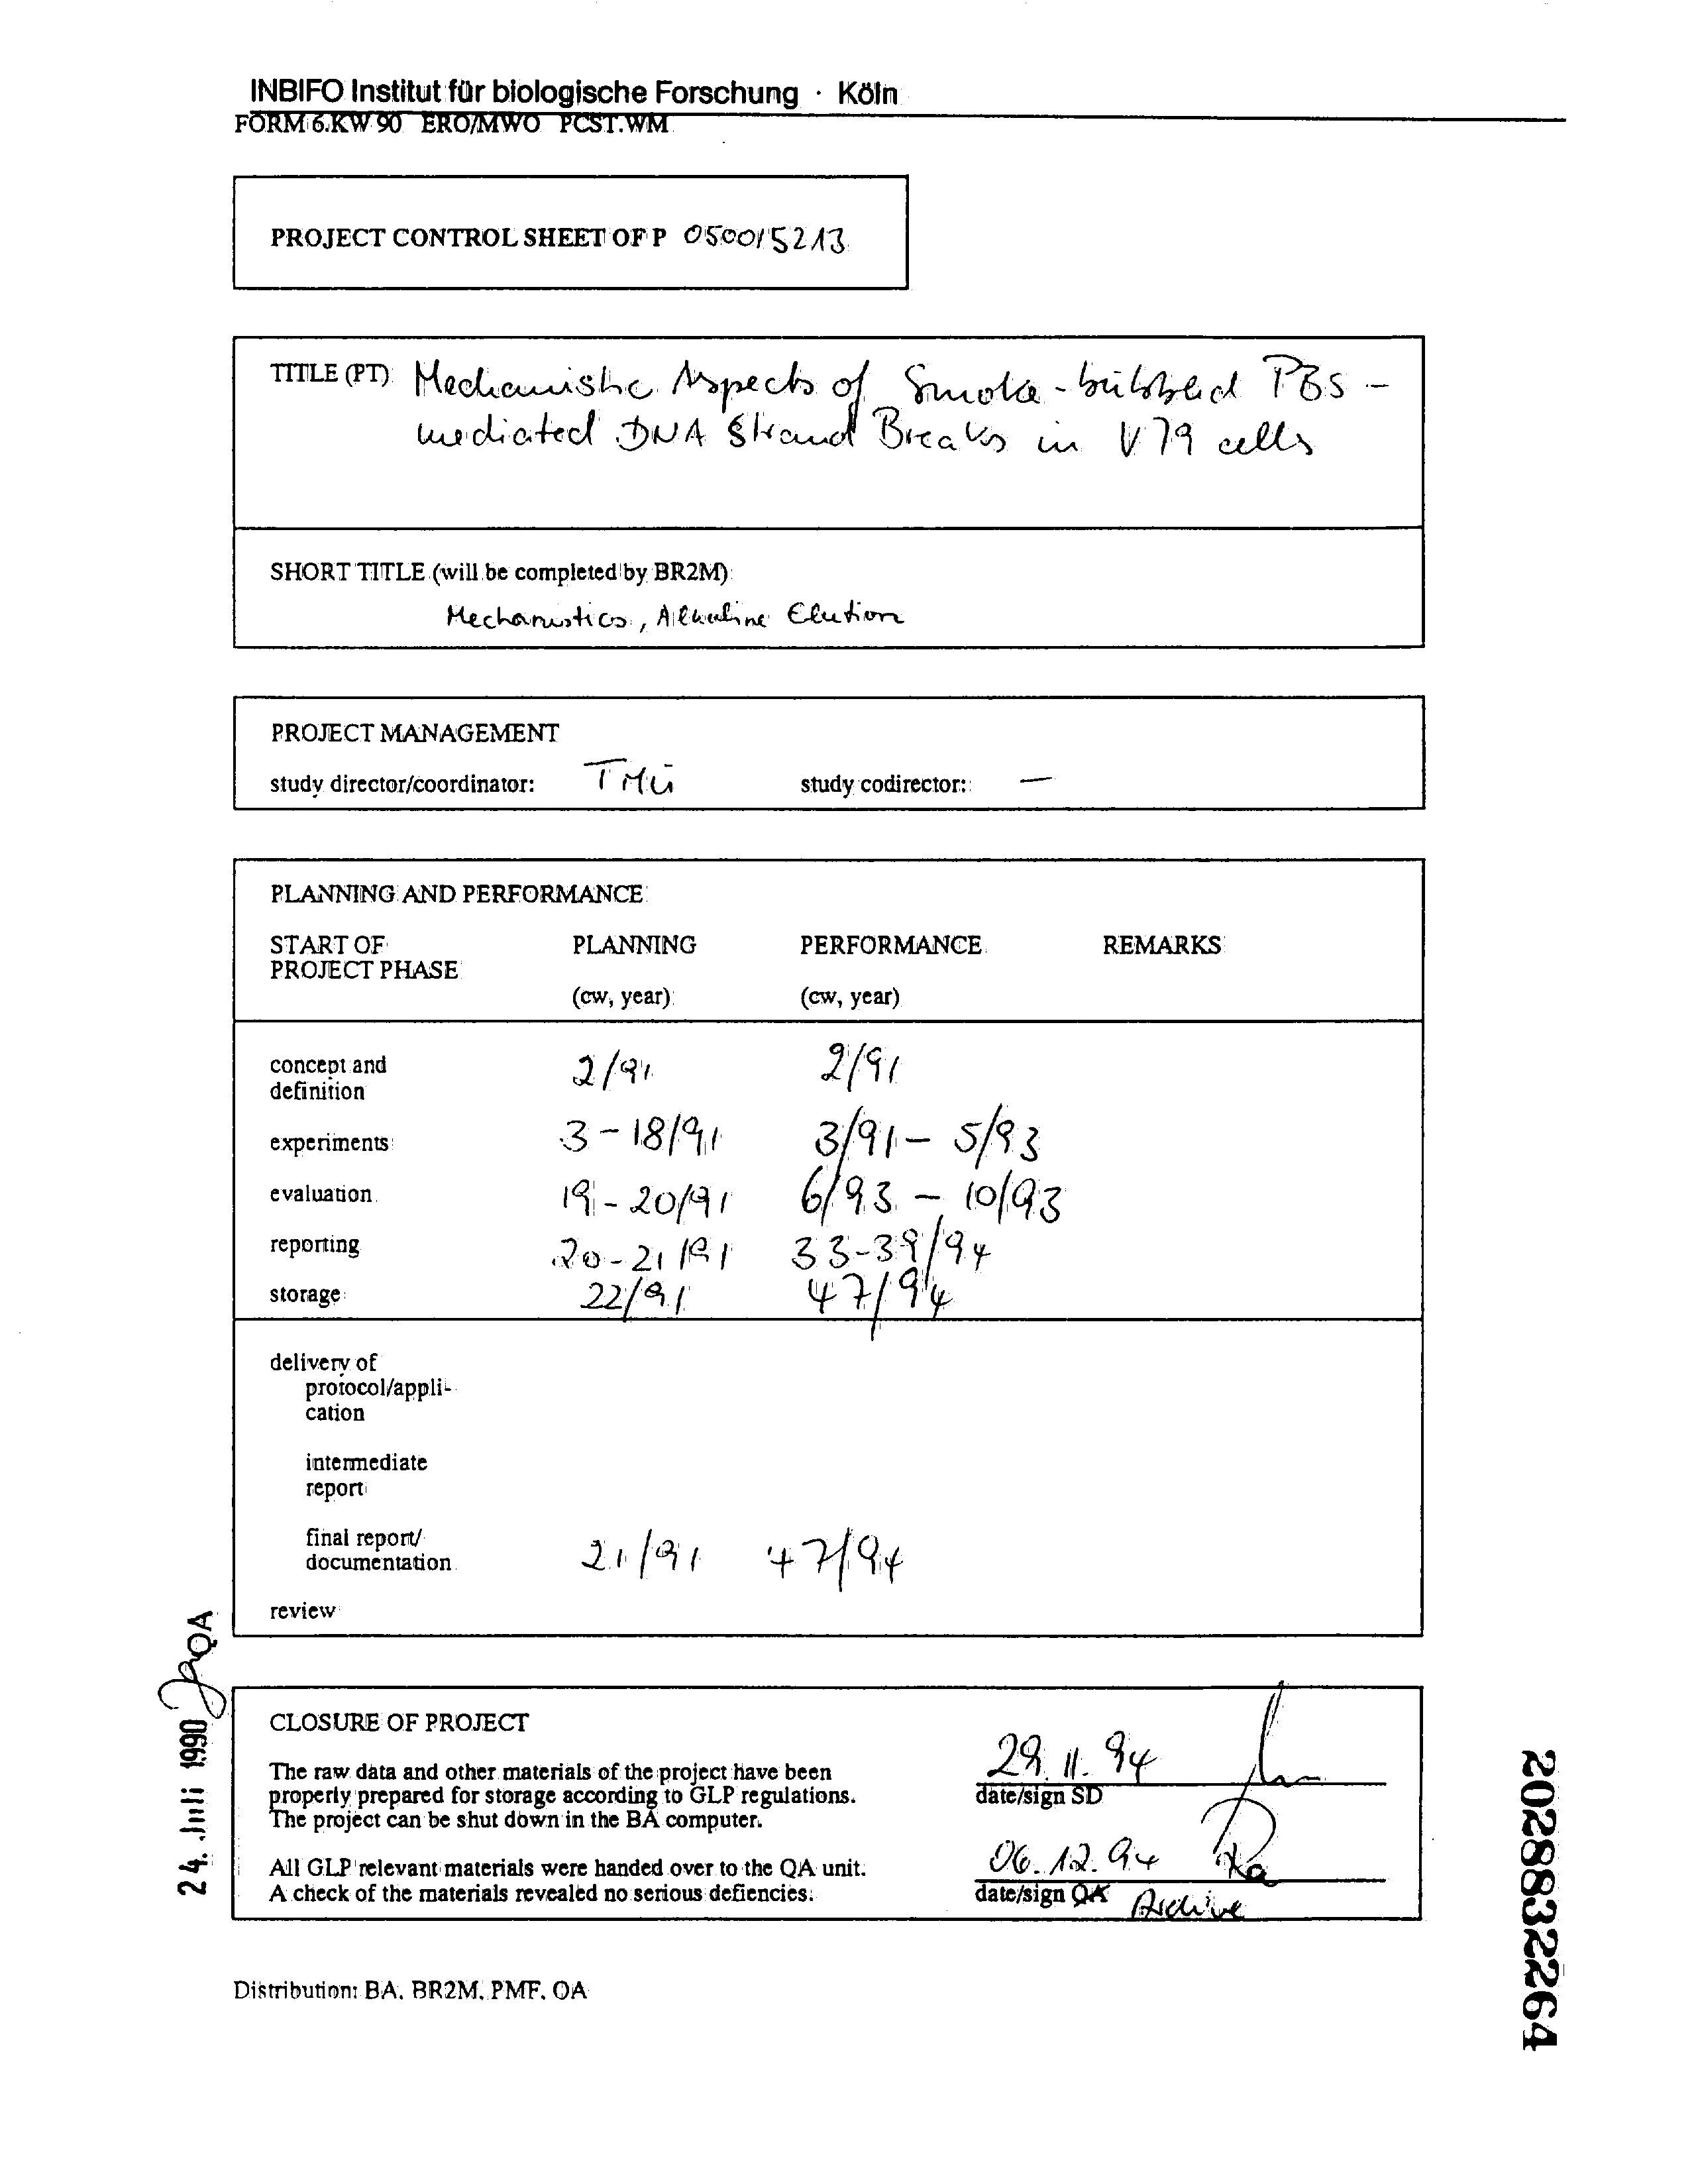 INBIFO Institut für biologische Forschung · Köln
FORM 6.KW 90 ERO/MWO PCST.WM
PROJECT CONTROL SHEET OF P 0500/5213
TITLE (PT) Mechanistic Aspects of Smoke-bubbled PBS-
mediated DNA Strand Breaks in V79 cells
SHORT TITLE (will be completed by BR2M)
Mechanistics, Alkaline Elution
PROJECT MANAGEMENT
study director/coordinator: TMü study codirector: —
PLANNING AND PERFORMANCE
START OF PLANNING PERFORMANCE REMARKS
PROJECT PHASE
(cw, year) (cw, year)
concept and 2/91 2/91
definition
experiments 3-18/91 3/91 - 5/93
evaluation 19-20/91 6/93 - 10/93
reporting 20-21/91 33-39/94
storage 22/91 47/94
delivery of
protocol/appli-
cation
intermediate
report
final report/
documentation 21/91 47/94
review
CLOSURE OF PROJECT
29.11.94
The raw data and other materials of the project have been
properly prepared for storage according to GLP regulations. date/sign SD
The project can be shut down in the BA computer.
06.12.94 Ra
All GLP relevant materials were handed over to the QA unit.
A check of the materials revealed no serious defiencies. date/sign QA Archive
Distribution: BA, BR2M, PMF, QA
24. Juli 1990 QA
2028832264